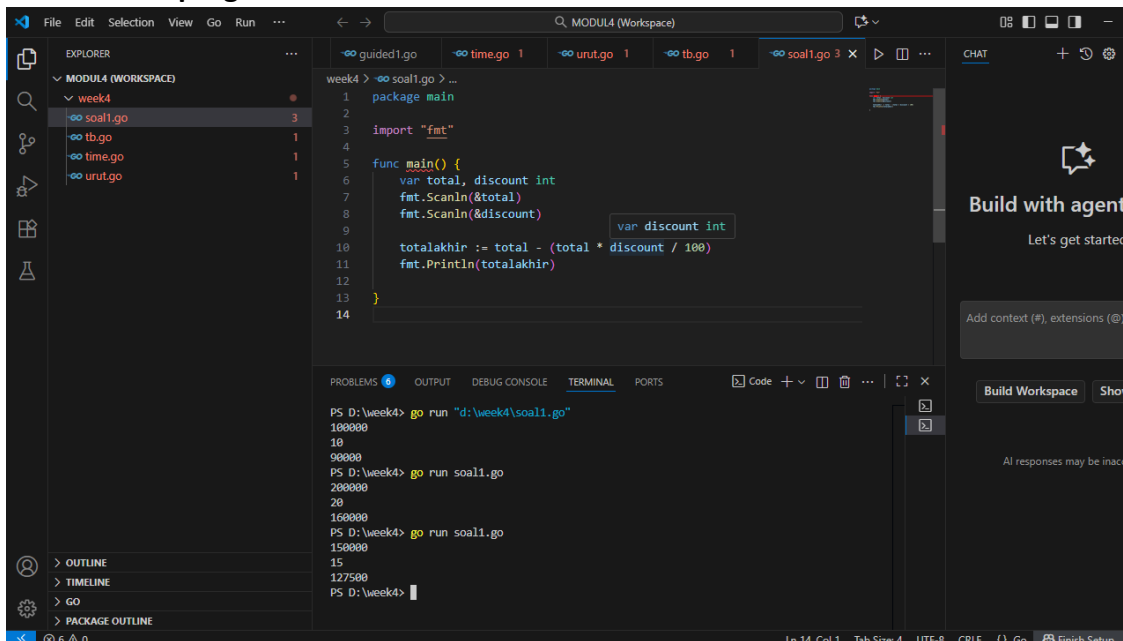 File Edit Selection View Go Run ···
MODUL4 (Workspace)
EXPLORER
MODUL4 (WORKSPACE)
week4
soal1.go 3
tb.go 1
time.go 1
urut.go 1
OUTLINE
TIMELINE
GO
PACKAGE OUTLINE
guided1.go time.go 1 urut.go 1 tb.go 1 soal1.go 3
week4 > soal1.go > ...
1 package main
2
3 import "fmt"
4
5 func main() {
6 var total, discount int
7 fmt.Scanln(&total)
8 fmt.Scanln(&discount)
9
var discount int
10 totalakhir := total - (total * discount / 100)
11 fmt.Println(totalakhir)
12
13 }
14
PROBLEMS 6 OUTPUT DEBUG CONSOLE TERMINAL PORTS Code
PS D:\week4> go run "d:\week4\soal1.go"
100000
10
90000
PS D:\week4> go run soal1.go
200000
20
160000
PS D:\week4> go run soal1.go
150000
15
127500
PS D:\week4>
CHAT
Build with agent
Let's get started
Add context (#), extensions (@)
Build Workspace Show
AI responses may be inacc
6 0 Ln 14, Col 1 Tab Size: 4 UTF-8 CRLF {} Go Finish Setup